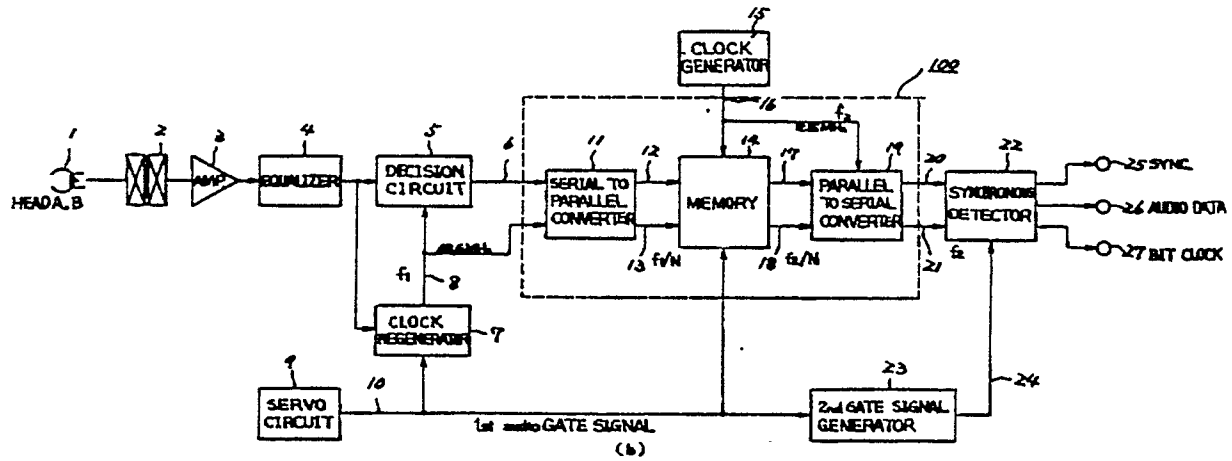 15
CLOCK
GENERATOR
100
16
f2
1
2
3
4
5
6
11
12
14
17
19
20
22
HEAD A, B
AMP
EQUALIZER
DECISION
CIRCUIT
SERIAL TO
PARALLEL
CONVERTER
MEMORY
PARALLEL
TO SERIAL
CONVERTER
SYNCHRONOUS
DETECTOR
25 SYNC
26 AUDIO DATA
27 BIT CLOCK
13
f1/N
18
f2/N
21
f2
f1
8
CLOCK
REGENERATOR
7
9
SERVO
CIRCUIT
10
1st audio GATE SIGNAL
23
2nd GATE SIGNAL
GENERATOR
24
(b)